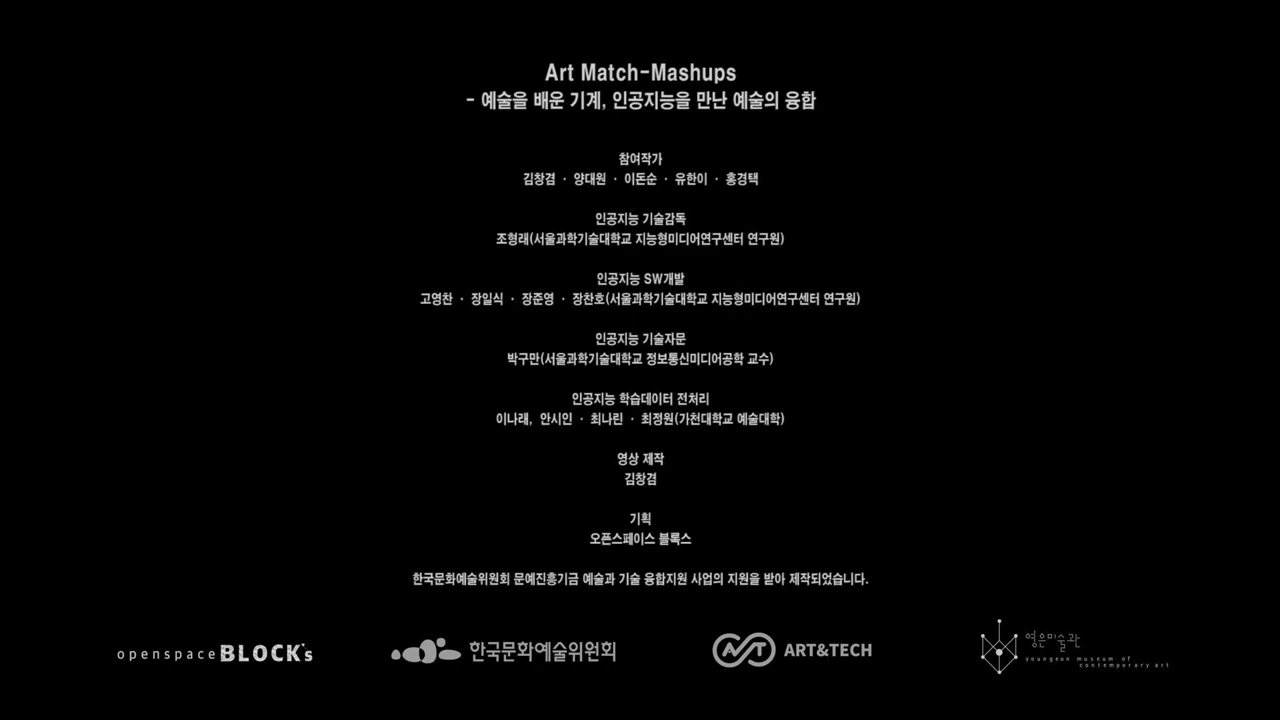 Art Match-Mashups
- 예술을 배운 기계, 인공지능을 만난 예술의 융합
참여작가
김창겸 · 양대원 · 이돈순 · 유한이 · 홍경택
인공지능 기술감독
조형래(서울과학기술대학교 지능형미디어연구센터 연구원)
인공지능 SW개발
고영찬 · 장일식 · 장준영 · 장찬호(서울과학기술대학교 지능형미디어연구센터 연구원)
인공지능 기술자문
박구만(서울과학기술대학교 정보통신미디어공학 교수)
인공지능 학습데이터 전처리
이나래, 안시인 · 최나린 · 최정원(가천대학교 예술대학)
영상 제작
김창겸
기획
오픈스페이스 블록스
한국문화예술위원회 문예진흥기금 예술과 기술 융합지원 사업의 지원을 받아 제작되었습니다.
openspaceBLOCK's
한국문화예술위원회
A&T ART&TECH
영은미술관
youngeun museum of
contemporary art